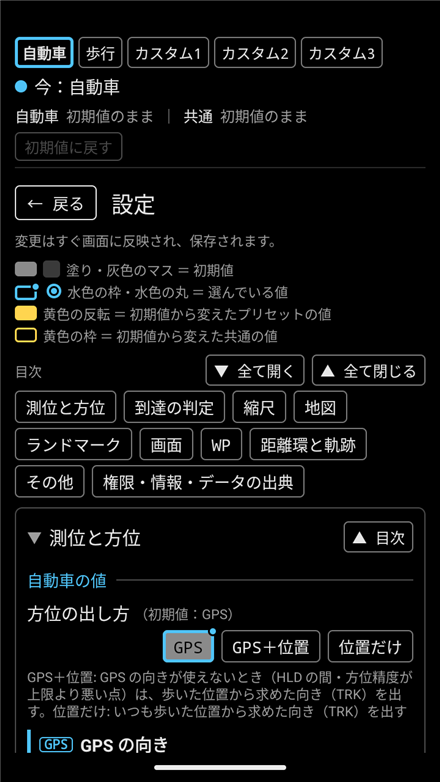 自動車 歩行 カスタム1 カスタム2 カスタム3
今：自動車
自動車 初期値のまま ｜ 共通 初期値のまま
初期値に戻す
← 戻る 設定
変更はすぐ画面に反映され、保存されます。
塗り・灰色のマス＝初期値
水色の枠・水色の丸＝選んでいる値
黄色の反転＝初期値から変えたプリセットの値
黄色の枠＝初期値から変えた共通の値
目次 ▼ 全て開く ▲ 全て閉じる
測位と方位 到達の判定 縮尺 地図
ランドマーク 画面 WP 距離環と軌跡
その他 権限・情報・データの出典
▼ 測位と方位 ▲ 目次
自動車の値
方位の出し方（初期値：GPS）
GPS GPS＋位置 位置だけ
GPS＋位置: GPS の向きが使えないとき（HLD の間・方位精度が
上限より悪い点）は、歩いた位置から求めた向き（TRK）を出
す。位置だけ: いつも歩いた位置から求めた向き（TRK）を出す
GPS GPS の向き